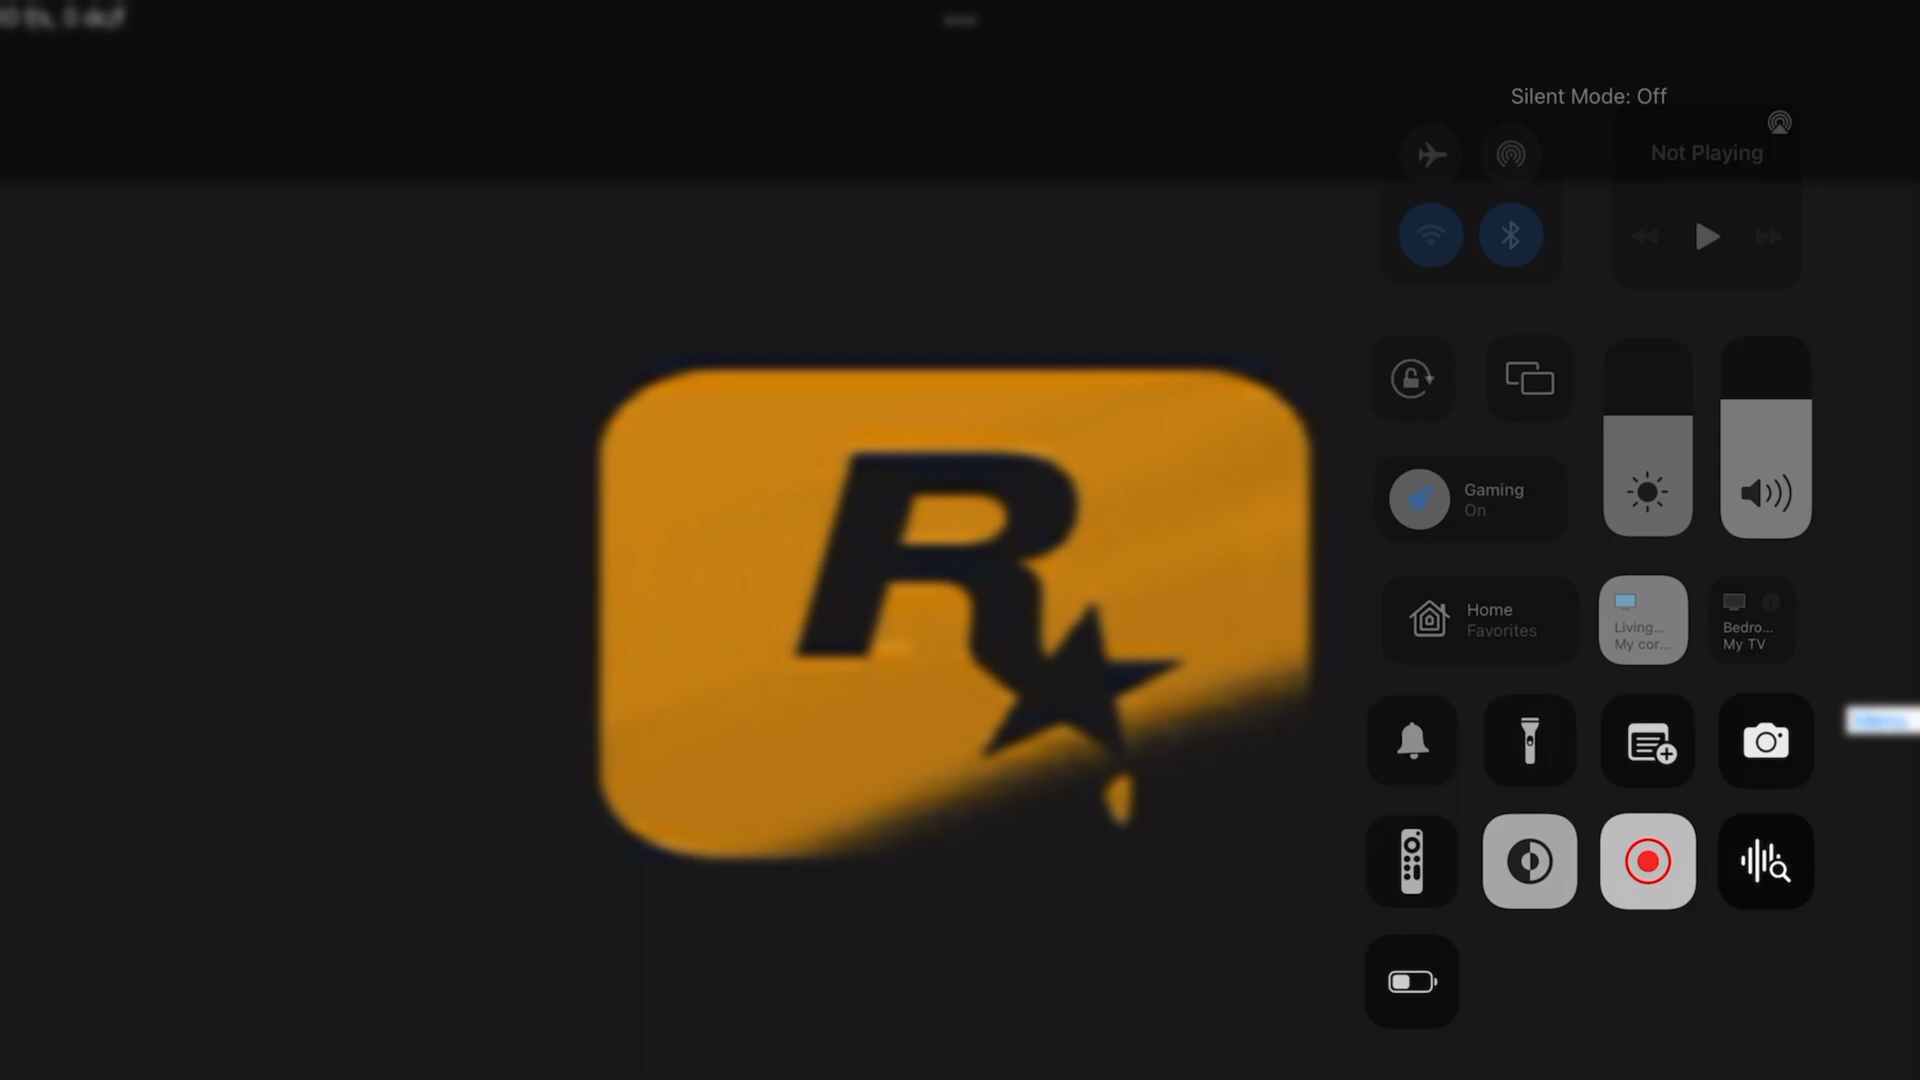 Silent Mode: Off
Not Playing
Gaming
On
Home
Favorites
Living...
My cor...
Bedro...
My TV
R